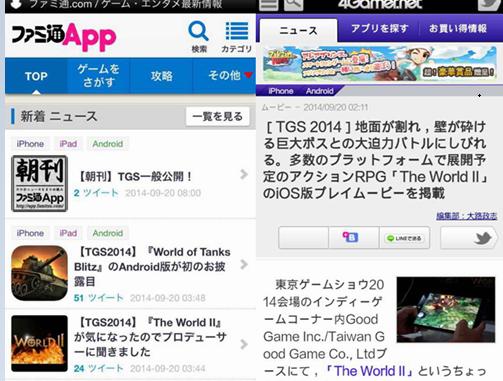 ファミ通.com / ゲーム・エンタメ最新情報
ファミ通App
検索
カテゴリ
TOP
ゲームを
さがす
攻略
その他
新着 ニュース
一覧を見る
iPhone iPad Android
朝刊
ファミ通App
【朝刊】TGS一般公開！
2 ツイート 2014-09-20 08:00
iPhone iPad Android
【TGS2014】『World of Tanks
Blitz』のAndroid版が初のお披
露目
51 ツイート 2014-09-20 03:48
WORLD II
【TGS2014】『The World II』
が気になったのでプロデュー
サーに聞きました
24 ツイート 2014-09-20 03:44
4Gamer.net
ニュース
アプリを探す
お買い得情報
豪華賞品
iPhone Android
ムービー － 2014/09/20 02:11
［TGS 2014］地面が割れ，壁が砕け
る巨大ボスとの大迫力バトルにしびれ
る。多数のプラットフォームで展開予
定のアクションRPG「The World II」
のiOS版プレイムービーを掲載
編集部：大路政志
B!
LINEで送る
東京ゲームショウ20
14会場のインディーゲ
ームコーナー内Good
Game Inc./Taiwan G
ood Game Co., Ltdブ
ースにて，「The World II」というちょっ